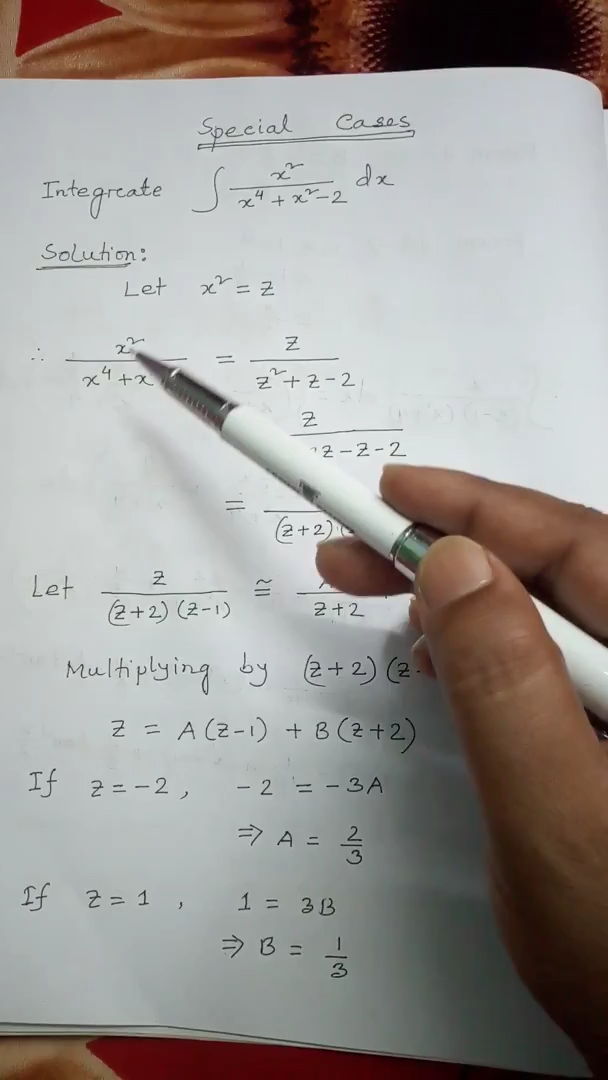 Special Cases
Integrate ∫ x²/(x⁴ + x² - 2) dx
Solution:
Let x² = z
∴ x²/(x⁴ + x = z/(z² + z - 2)
z/( z - z - 2)
= /(z+2)(
Let z/((z+2)(z-1)) ≅ /(z+2)
Multiplying by (z+2)(z-
z = A(z-1) + B(z+2)
If z = -2, -2 = -3A
⇒ A = 2/3
If z = 1, 1 = 3B
⇒ B = 1/3